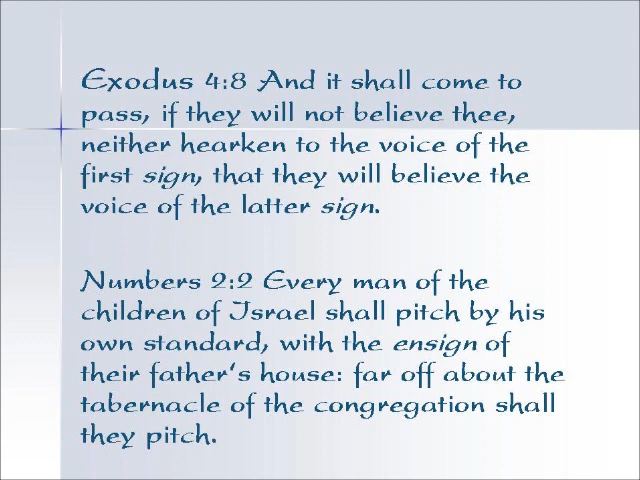 Exodus 4:8 And it shall come to
pass, if they will not believe thee,
neither hearken to the voice of the
first sign, that they will believe the
voice of the latter sign.
Numbers 2:2 Every man of the
children of Israel shall pitch by his
own standard, with the ensign of
their father's house: far off about the
tabernacle of the congregation shall
they pitch.